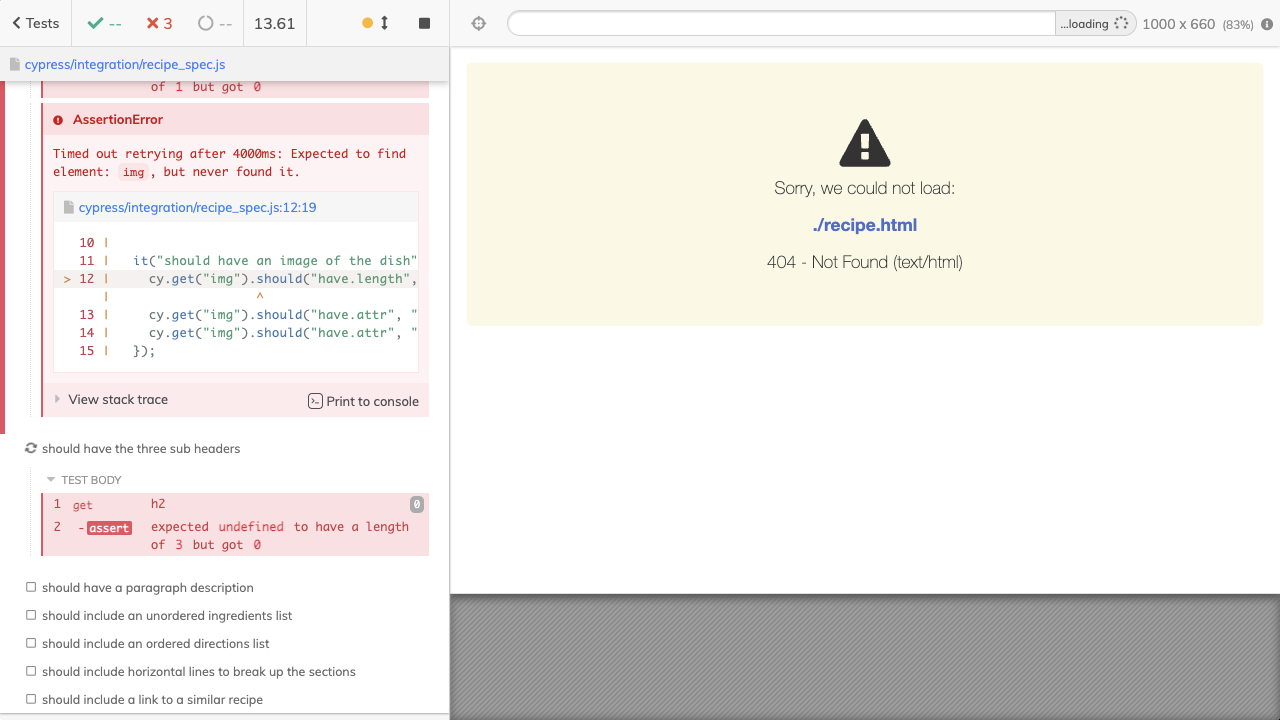 Tests
--
3
--
13.61
...loading
1000 x 660 (83%)
cypress/integration/recipe_spec.js
of 1 but got 0
AssertionError
Timed out retrying after 4000ms: Expected to find
element: img, but never found it.
cypress/integration/recipe_spec.js:12:19
10 |
11 | it("should have an image of the dish"
> 12 | cy.get("img").should("have.length",
| ^
13 | cy.get("img").should("have.attr", "
14 | cy.get("img").should("have.attr", "
15 | });
View stack trace
Print to console
should have the three sub headers
TEST BODY
1 get h2 0
2 -assert expected undefined to have a length
of 3 but got 0
should have a paragraph description
should include an unordered ingredients list
should include an ordered directions list
should include horizontal lines to break up the sections
should include a link to a similar recipe
Sorry, we could not load:
./recipe.html
404 - Not Found (text/html)